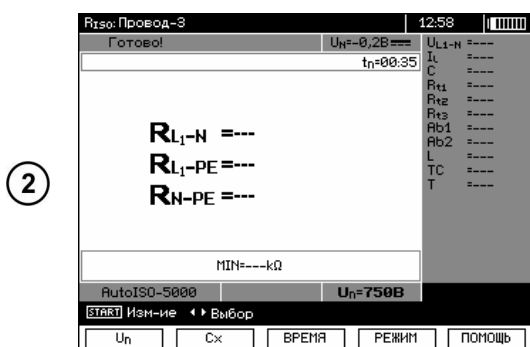 RISO: Провод-3 12:58
Готово! UN=-0,2В
tn=00:35
RL1-N =---
RL1-PE=---
RN-PE =---
MIN=---kΩ
AutoISO-5000 Un=750В
UL1-N =---
IL =---
C =---
Rt1 =---
Rt2 =---
Rt3 =---
Ab1 =---
Ab2 =---
L =---
TC =---
T =---
START Изм-ие Выбор
Un Cx ВРЕМЯ РЕЖИМ ПОМОЩЬ
2